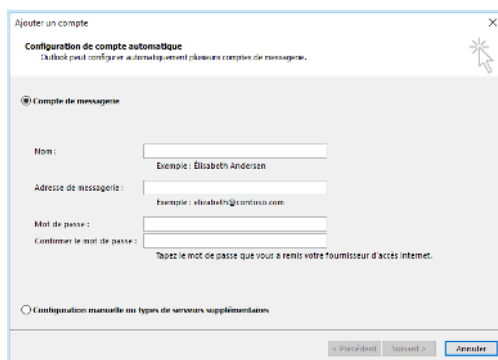 Ajouter un compte
Configuration de compte automatique
Outlook peut configurer automatiquement plusieurs comptes de messagerie.
Compte de messagerie
Nom :
Exemple : Élisabeth Andersen
Adresse de messagerie :
Exemple : elizabeth@contoso.com
Mot de passe :
Confirmer le mot de passe :
Tapez le mot de passe que vous a remis votre fournisseur d'accès Internet.
Configuration manuelle ou types de serveurs supplémentaires
< Précédent Suivant > Annuler